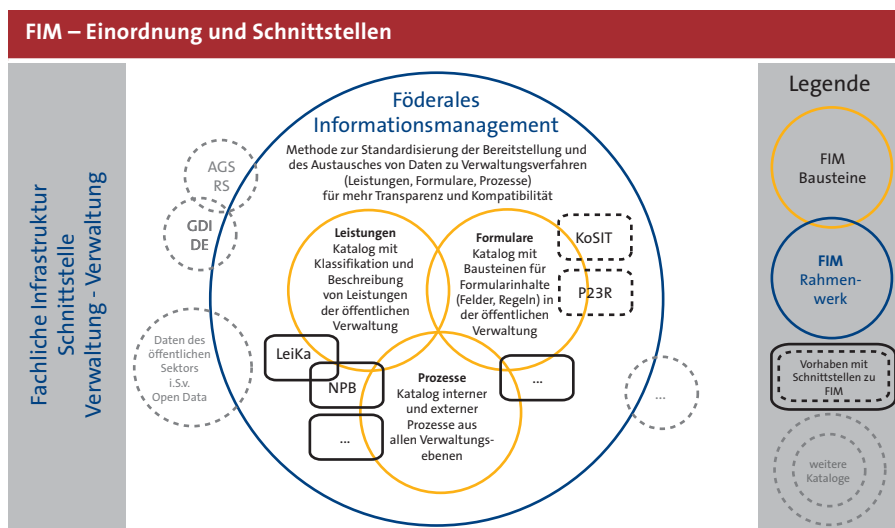 FIM – Einordnung und Schnittstellen
Fachliche Infrastruktur
Schnittstelle
Verwaltung - Verwaltung
Föderales
Informationsmanagement
Methode zur Standardisierung der Bereitstellung und
des Austausches von Daten zu Verwaltungsverfahren
(Leistungen, Formulare, Prozesse)
für mehr Transparenz und Kompatibilität
AGS
RS
GDI
DE
Daten des
öffentlichen
Sektors
i.S.v.
Open Data
Leistungen
Katalog mit
Klassifikation und
Beschreibung
von Leistungen
der öffentlichen
Verwaltung
Formulare
Katalog mit
Bausteinen für
Formularinhalte
(Felder, Regeln) in
der öffentlichen
Verwaltung
KoSIT
P23R
LeiKa
NPB
...
Prozesse
Katalog interner
und externer
Prozesse aus
allen Verwaltungs-
ebenen
...
...
Legende
FIM
Bausteine
FIM
Rahmen-
werk
Vorhaben mit
Schnittstellen zu
FIM
weitere
Kataloge